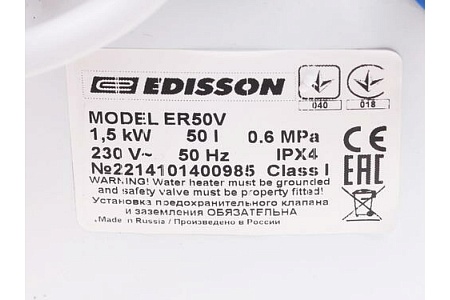 EDISSON
040 018
MODEL ER50V
1,5 kW 50 l 0.6 MPa
230 V~ 50 Hz IPX4
№2214101400985 Class I
WARNING! Water heater must be grounded
and safety valve must be property fitted!
Установка предохранительного клапана
и заземления ОБЯЗАТЕЛЬНА
Made in Russia / Произведено в России
CE
EAC